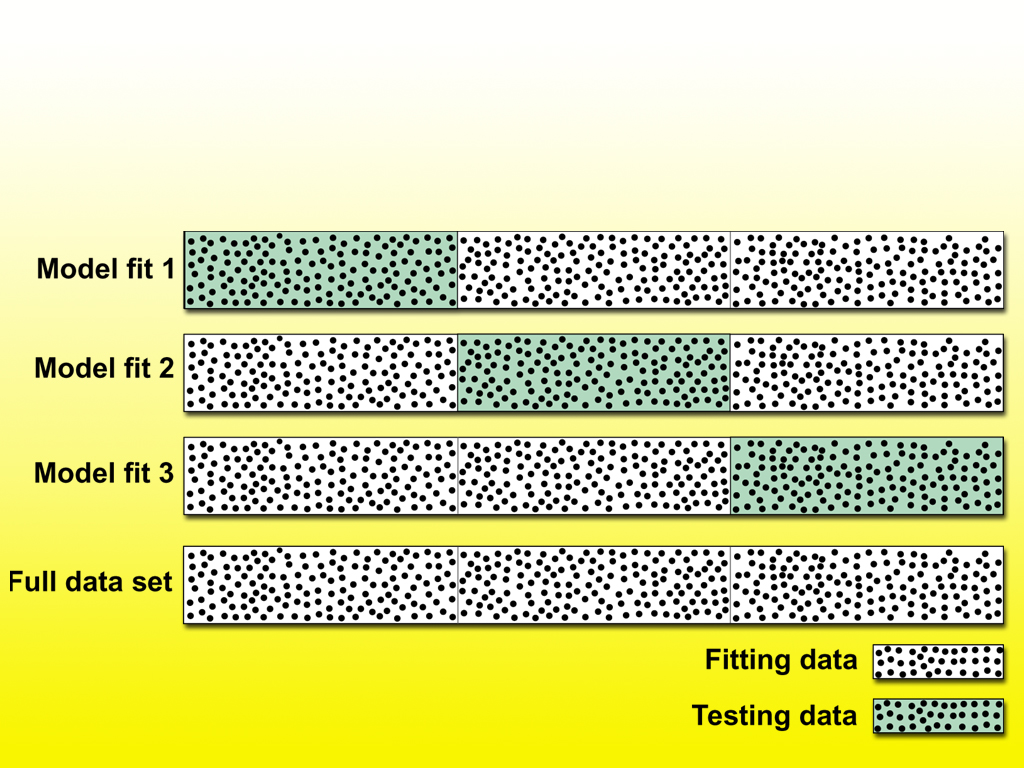 Model fit 1
Model fit 2
Model fit 3
Full data set
Fitting data
Testing data